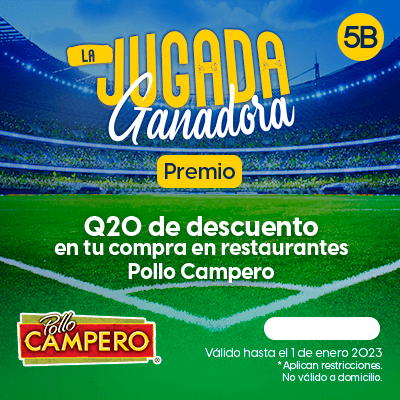 5B
LA
JUGADA
Ganadora
Premio
Q20 de descuento
en tu compra en restaurantes
Pollo Campero
Pollo
CAMPERO®
Válido hasta el 1 de enero 2023
*Aplican restricciones.
No válido a domicilio.